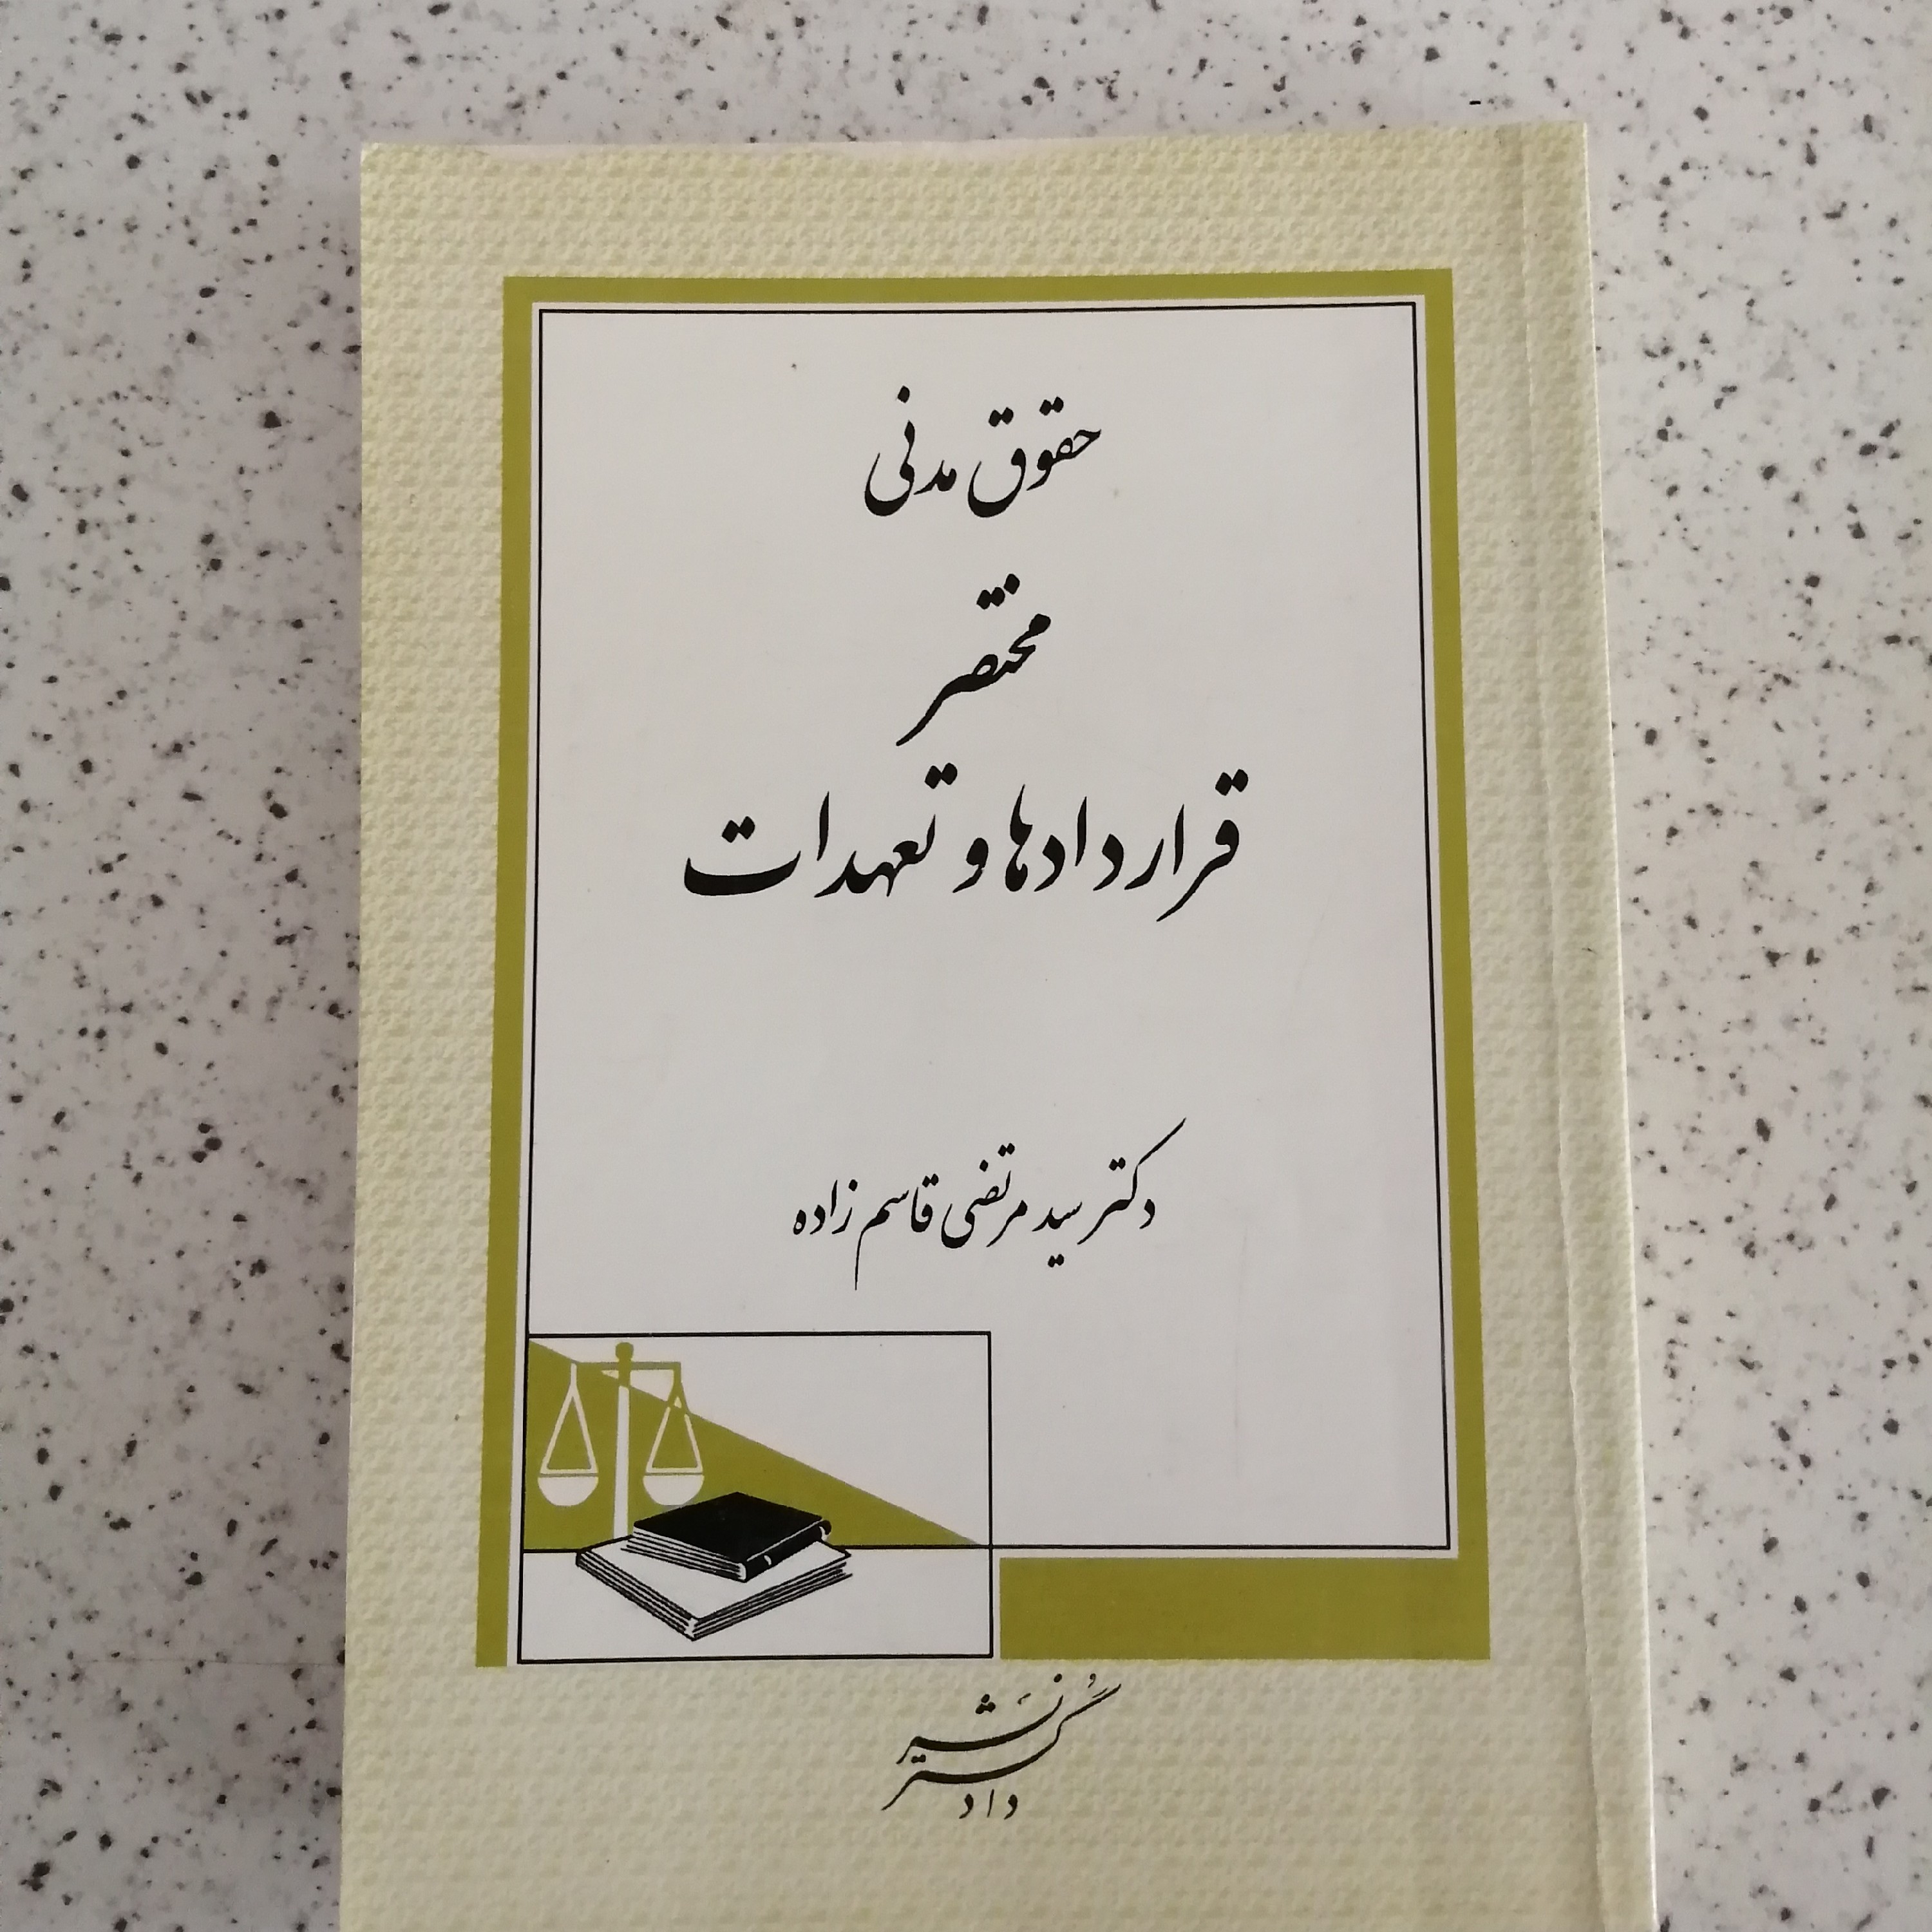 حقوق مدنی
مختصر
قراردادها و تعهدات
دکتر سید مرتضی قاسم زاده
نشر
دادگستر